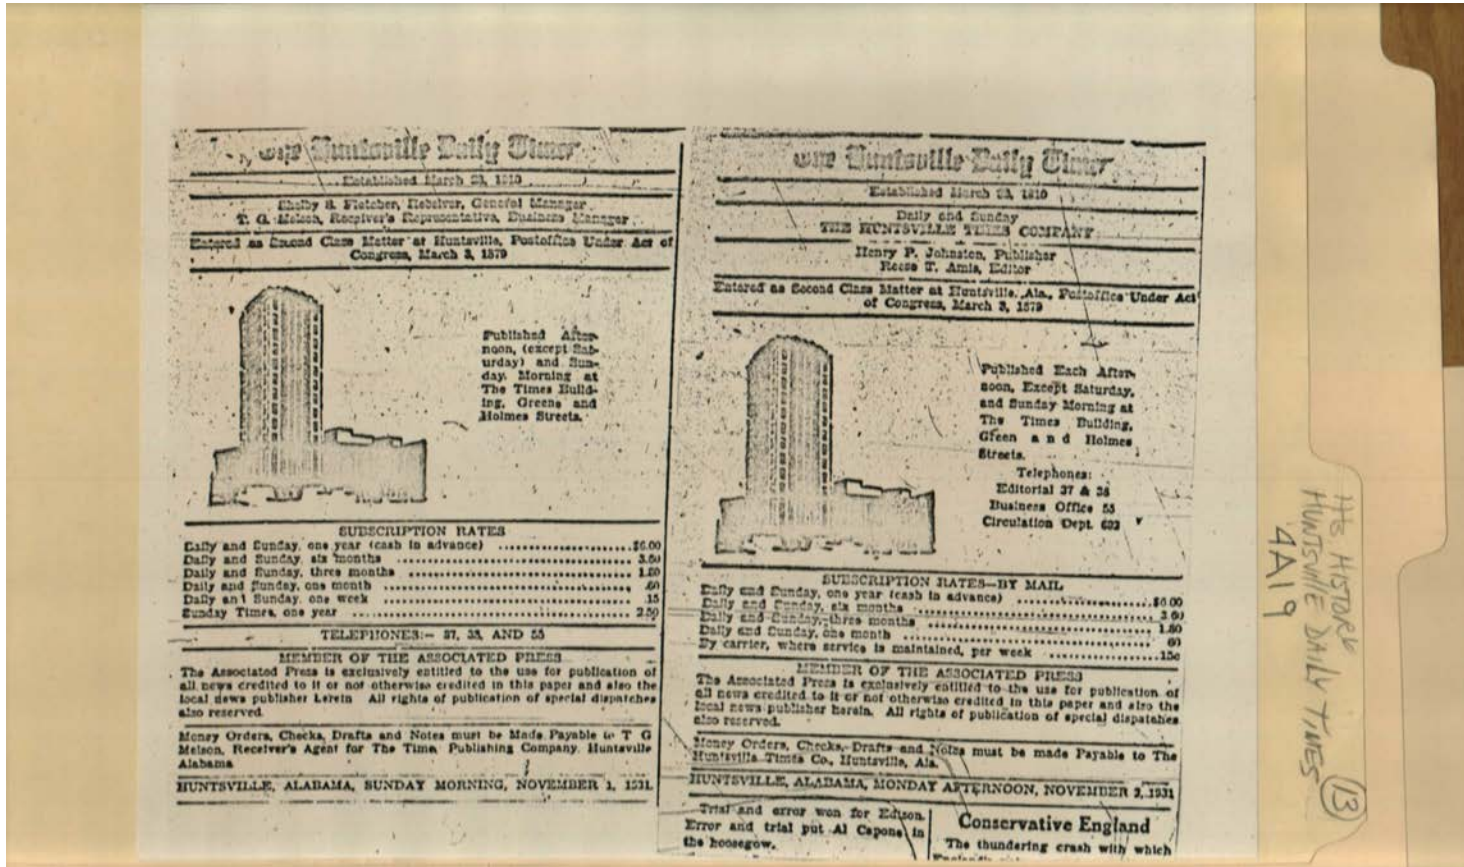 The Huntsville Daily Times
Established March 23, 1910
Shelby S. Fletcher, Receiver, General Manager
T. G. Melson, Receiver's Representative, Business Manager
Entered as Second Class Matter at Huntsville, Postoffice Under Act of
Congress, March 3, 1879
Published After-
noon, (except Sat-
urday) and Sun-
day, Morning at
The Times Build-
ing, Greene and
Holmes Streets.
SUBSCRIPTION RATES
Daily and Sunday, one year (cash in advance) ........................$6.00
Daily and Sunday, six months ........................
Daily and Sunday, three months ........................
Daily and Sunday, one month ........................ .60
Daily and Sunday, one week ........................ .15
Sunday Times, one year ........................ 2.50
TELEPHONES:- 37, 38, AND 55
MEMBER OF THE ASSOCIATED PRESS
The Associated Press is exclusively entitled to the use for publication of
all news credited to it or not otherwise credited in this paper and also the
local news publisher herein All rights of publication of special dispatches
also reserved.
Money Orders, Checks, Drafts and Notes must be Made Payable to T G
Melson, Receiver's Agent for The Time, Publishing Company. Huntsville
Alabama
HUNTSVILLE, ALABAMA, SUNDAY MORNING, NOVEMBER 1, 1931.
The Huntsville Daily Times
Established March 23, 1910
Daily and Sunday
THE HUNTSVILLE TIMES COMPANY
Henry P. Johnston, Publisher
Reese T. Amis, Editor
Entered as Second Class Matter at Huntsville, Ala., Postoffice Under Act
of Congress, March 3, 1879
Published Each After-
noon, Except Saturday,
and Sunday Morning at
The Times Building,
Green and Holmes
Streets.
Telephones:
Editorial 37 & 38
Business Office 55
Circulation Dept. 692
SUBSCRIPTION RATES—BY MAIL
Daily and Sunday, one year (cash in advance) ........................$6.00
Daily and Sunday, six months ........................
Daily and Sunday, three months ........................ 1.80
Daily and Sunday, one month ........................ 60
By carrier, where service is maintained, per week ........................15c
MEMBER OF THE ASSOCIATED PRESS
The Associated Press is exclusively entitled to the use for publication of
all news credited to it or not otherwise credited in this paper and also the
local news publisher herein. All rights of publication of special dispatches
also reserved.
Money Orders, Checks, Drafts and Notes must be made Payable to The
Huntsville Times Co., Huntsville, Ala.
HUNTSVILLE, ALABAMA, MONDAY AFTERNOON, NOVEMBER 2, 1931
Trial and error won for Edison.
Error and trial put Al Capone in
the hoosegow.
Conservative England
The thundering crash with which
HISTORY
HUNTSVILLE DAILY TIMES
4A19
13